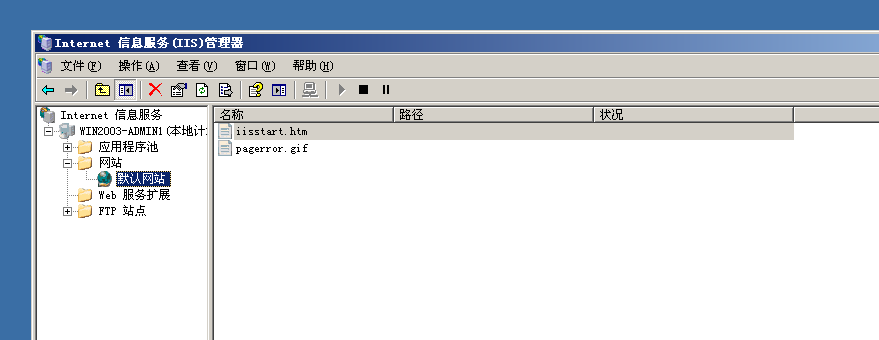 Internet 信息服务(IIS)管理器
文件(F) 操作(A) 查看(V) 窗口(W) 帮助(H)
Internet 信息服务
WIN2003-ADMIN1(本地计
应用程序池
网站
默认网站
Web 服务扩展
FTP 站点
名称 路径 状况
iisstart.htm
pagerror.gif